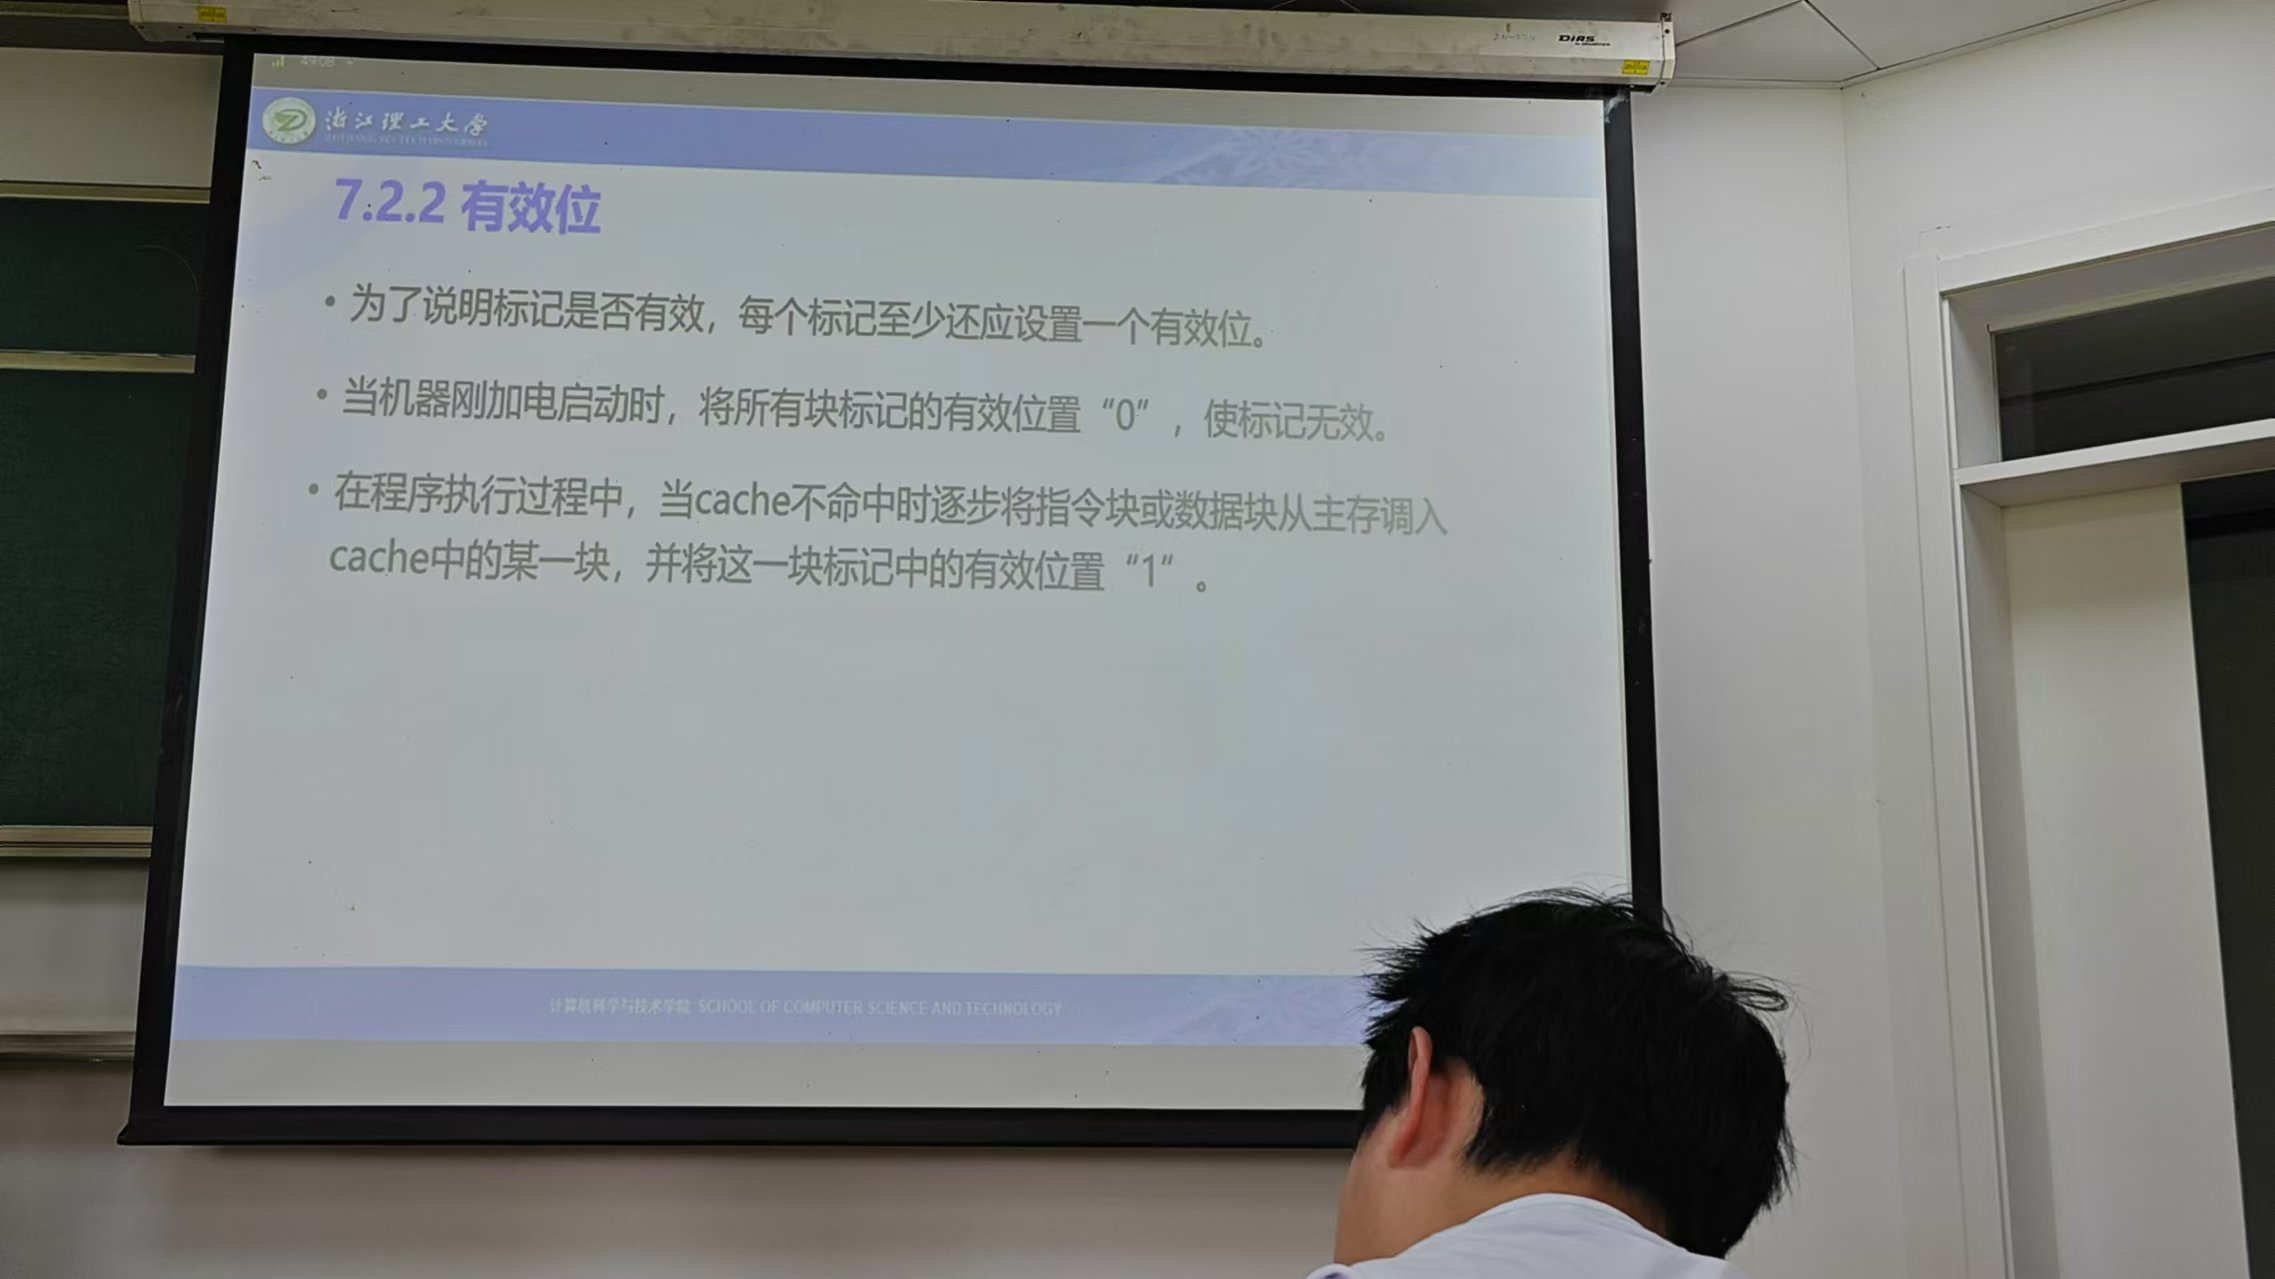 DIAS
49:08
浙江理工大学
ZHEJIANG SCI-TECH UNIVERSITY
7.2.2 有效位
• 为了说明标记是否有效，每个标记至少还应设置一个有效位。
• 当机器刚加电启动时，将所有块标记的有效位置“0”，使标记无效。
• 在程序执行过程中，当cache不命中时逐步将指令块或数据块从主存调入
cache中的某一块，并将这一块标记中的有效位置“1”。
计算机科学与技术学院 SCHOOL OF COMPUTER SCIENCE AND TECHNOLOGY